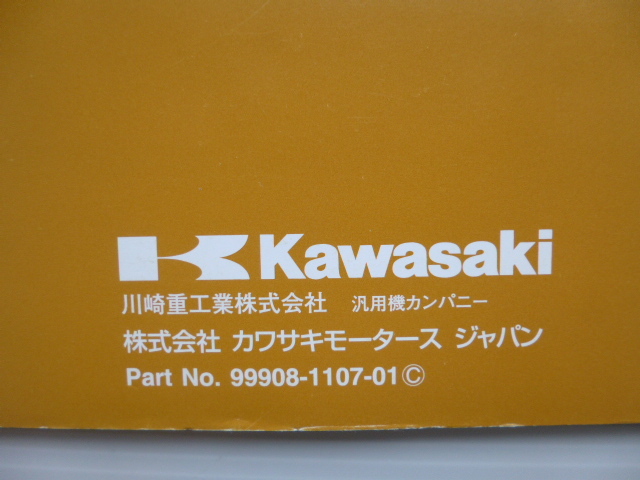 Kawasaki
川崎重工業株式会社 汎用機カンパニー
株式会社 カワサキモータース ジャパン
Part No. 99908-1107-01©